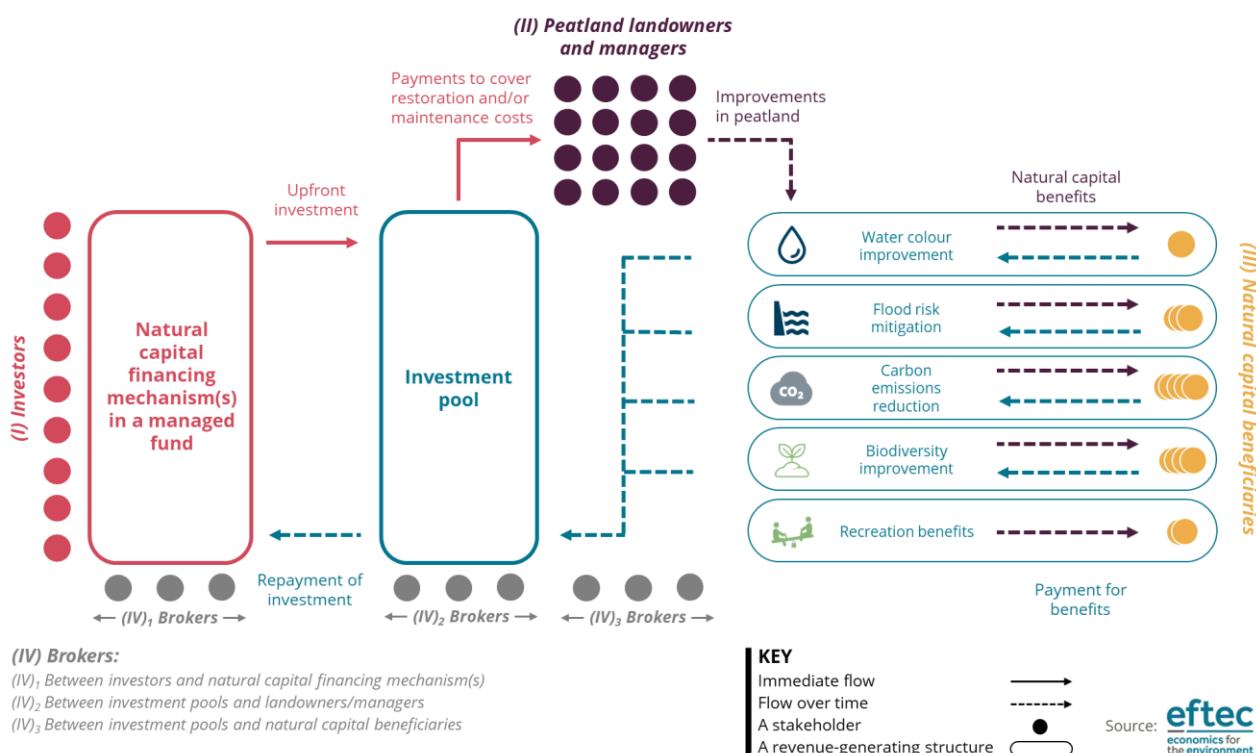 (II) Peatland landowners
and managers
Payments to cover
restoration and/or
maintenance costs
Improvements
in peatland
Upfront
investment
Natural capital
benefits
(I) Investors
Natural
capital
financing
mechanism(s)
in a managed
fund
Investment
pool
Water colour
improvement
Flood risk
mitigation
CO₂
Carbon
emissions
reduction
Biodiversity
improvement
Recreation benefits
(III) Natural capital beneficiaries
Repayment of
investment
Payment for
benefits
(IV)₁ Brokers
(IV)₂ Brokers
(IV)₃ Brokers
(IV) Brokers:
(IV)₁ Between investors and natural capital financing mechanism(s)
(IV)₂ Between investment pools and landowners/managers
(IV)₃ Between investment pools and natural capital beneficiaries
KEY
Immediate flow
Flow over time
A stakeholder
A revenue-generating structure
Source:
eftec
economics for
the environment